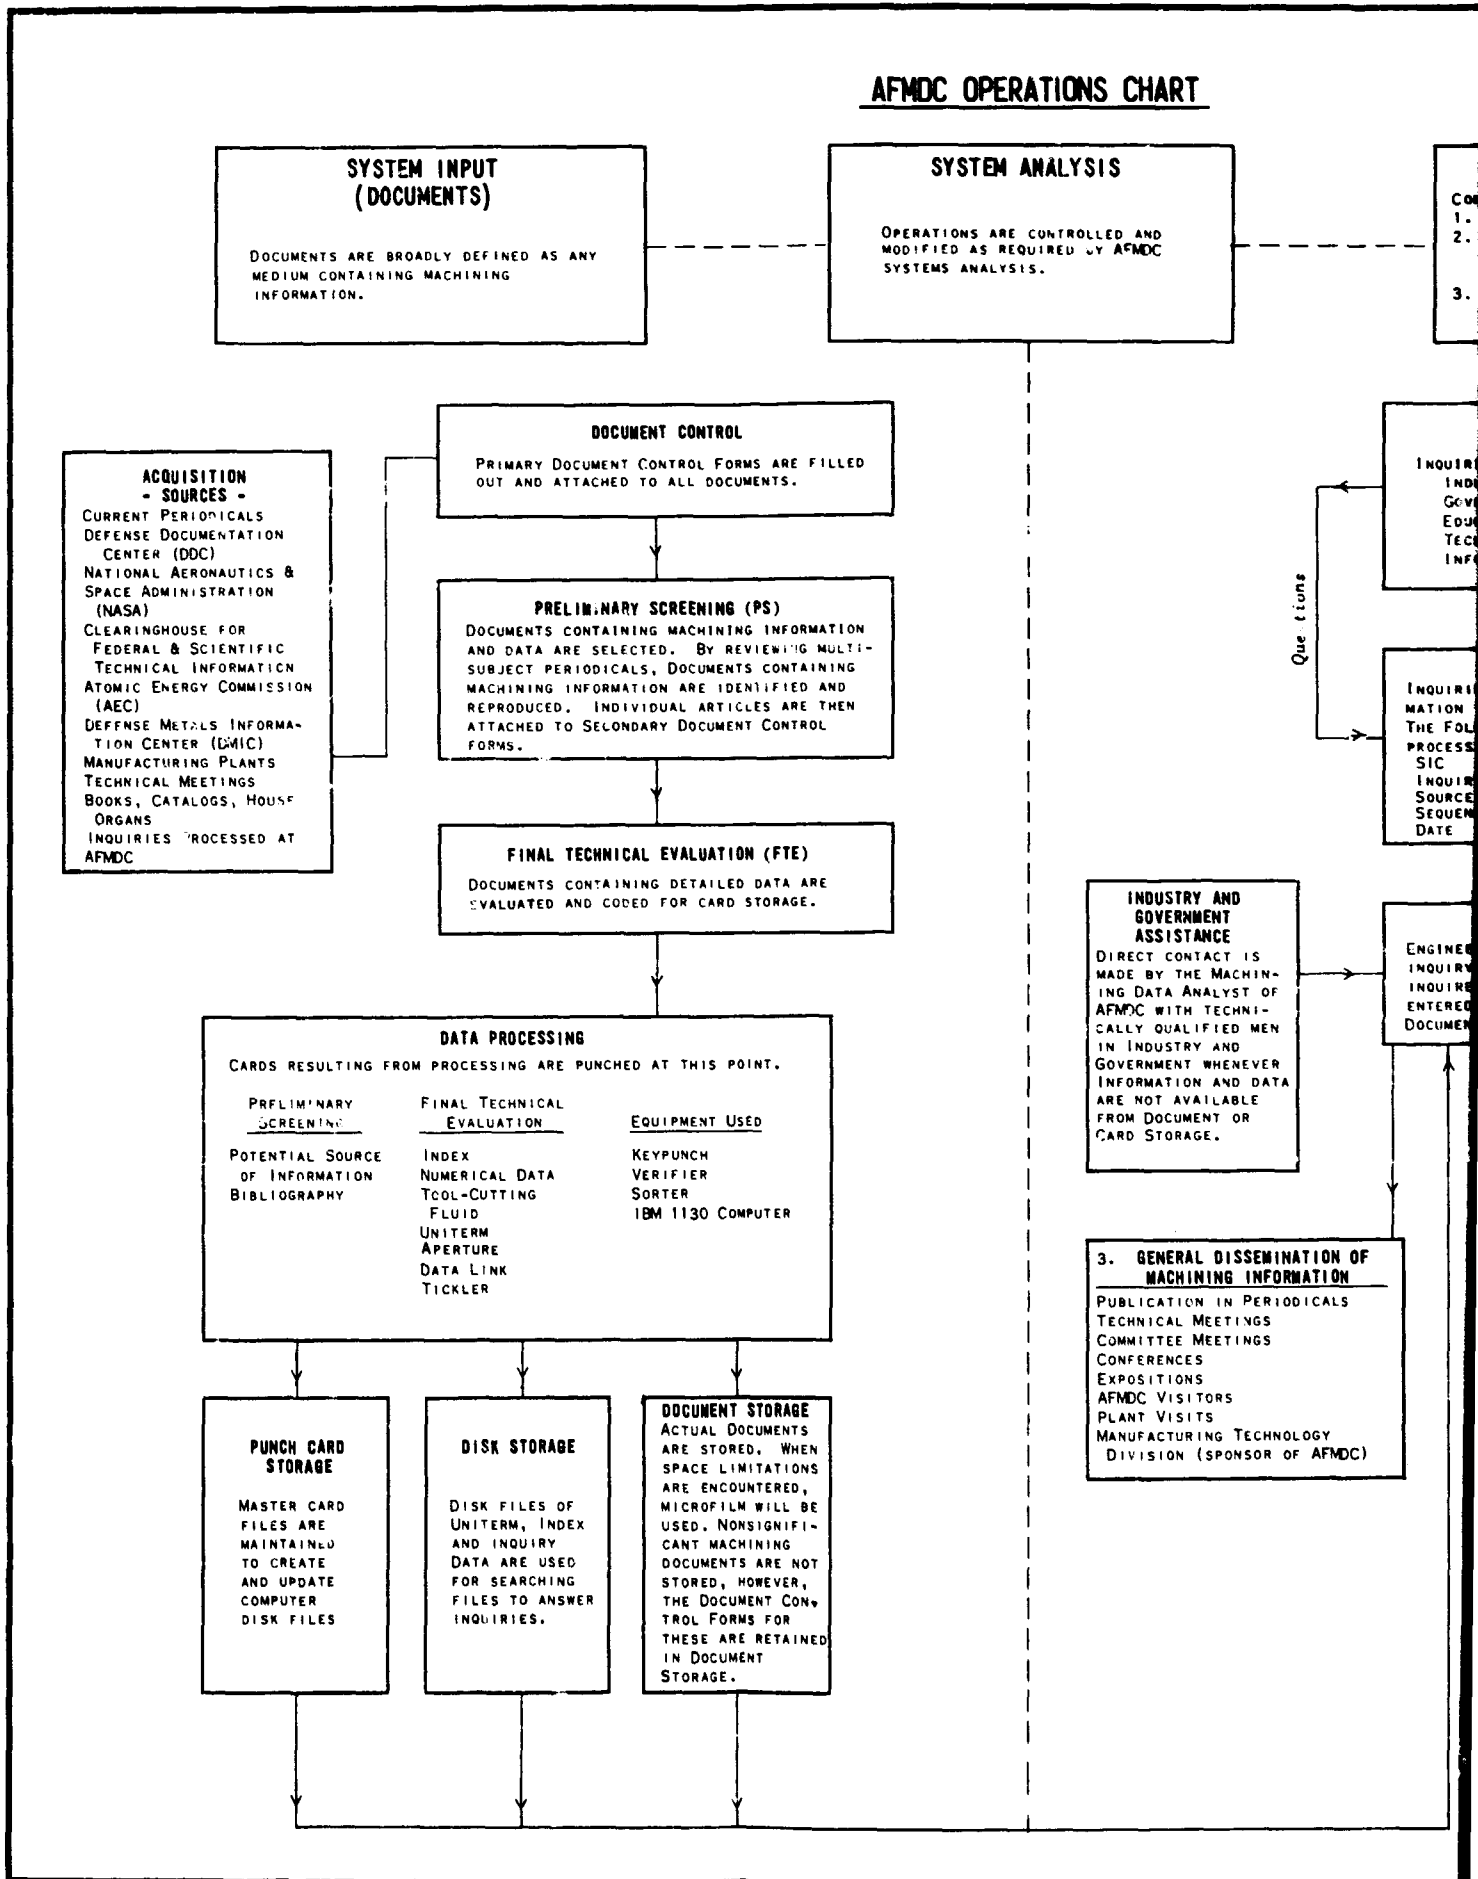 AFMDC OPERATIONS CHART
SYSTEM INPUT
(DOCUMENTS)
DOCUMENTS ARE BROADLY DEFINED AS ANY
MEDIUM CONTAINING MACHINING
INFORMATION.
SYSTEM ANALYSIS
OPERATIONS ARE CONTROLLED AND
MODIFIED AS REQUIRED BY AFMDC
SYSTEMS ANALYSIS.
1.
2.
3.
ACQUISITION
- SOURCES -
CURRENT PERIODICALS
DEFENSE DOCUMENTATION
CENTER (DDC)
NATIONAL AERONAUTICS &
SPACE ADMINISTRATION
(NASA)
CLEARINGHOUSE FOR
FEDERAL & SCIENTIFIC
TECHNICAL INFORMATION
ATOMIC ENERGY COMMISSION
(AEC)
DEFENSE METALS INFORMA-
TION CENTER (DMIC)
MANUFACTURING PLANTS
TECHNICAL MEETINGS
BOOKS, CATALOGS, HOUSE
ORGANS
INQUIRIES PROCESSED AT
AFMDC
DOCUMENT CONTROL
PRIMARY DOCUMENT CONTROL FORMS ARE FILLED
OUT AND ATTACHED TO ALL DOCUMENTS.
PRELIMINARY SCREENING (PS)
DOCUMENTS CONTAINING MACHINING INFORMATION
AND DATA ARE SELECTED. BY REVIEWING MULTI-
SUBJECT PERIODICALS, DOCUMENTS CONTAINING
MACHINING INFORMATION ARE IDENTIFIED AND
REPRODUCED. INDIVIDUAL ARTICLES ARE THEN
ATTACHED TO SECONDARY DOCUMENT CONTROL
FORMS.
FINAL TECHNICAL EVALUATION (FTE)
DOCUMENTS CONTAINING DETAILED DATA ARE
EVALUATED AND CODED FOR CARD STORAGE.
DATA PROCESSING
CARDS RESULTING FROM PROCESSING ARE PUNCHED AT THIS POINT.
PRELIMINARY
SCREENING
POTENTIAL SOURCE
OF INFORMATION
BIBLIOGRAPHY
FINAL TECHNICAL
EVALUATION
INDEX
NUMERICAL DATA
TOOL-CUTTING
FLUID
UNITERM
APERTURE
DATA LINK
TICKLER
EQUIPMENT USED
KEYPUNCH
VERIFIER
SORTER
IBM 1130 COMPUTER
PUNCH CARD
STORAGE
MASTER CARD
FILES ARE
MAINTAINED
TO CREATE
AND UPDATE
COMPUTER
DISK FILES
DISK STORAGE
DISK FILES OF
UNITERM, INDEX
AND INQUIRY
DATA ARE USED
FOR SEARCHING
FILES TO ANSWER
INQUIRIES.
DOCUMENT STORAGE
ACTUAL DOCUMENTS
ARE STORED. WHEN
SPACE LIMITATIONS
ARE ENCOUNTERED,
MICROFILM WILL BE
USED. NONSIGNIFI-
CANT MACHINING
DOCUMENTS ARE NOT
STORED, HOWEVER,
THE DOCUMENT CON-
TROL FORMS FOR
THESE ARE RETAINED
IN DOCUMENT
STORAGE.
Questions
MATION
THE
SIC
DATE
INDUSTRY AND
GOVERNMENT
ASSISTANCE
DIRECT CONTACT IS
MADE BY THE MACHIN-
ING DATA ANALYST OF
AFMDC WITH TECHNI-
CALLY QUALIFIED MEN
IN INDUSTRY AND
GOVERNMENT WHENEVER
INFORMATION AND DATA
ARE NOT AVAILABLE
FROM DOCUMENT OR
CARD STORAGE.
INQUIRY
3. GENERAL DISSEMINATION OF
MACHINING INFORMATION
PUBLICATION IN PERIODICALS
TECHNICAL MEETINGS
COMMITTEE MEETINGS
CONFERENCES
EXPOSITIONS
AFMDC VISITORS
PLANT VISITS
MANUFACTURING TECHNOLOGY
DIVISION (SPONSOR OF AFMDC)